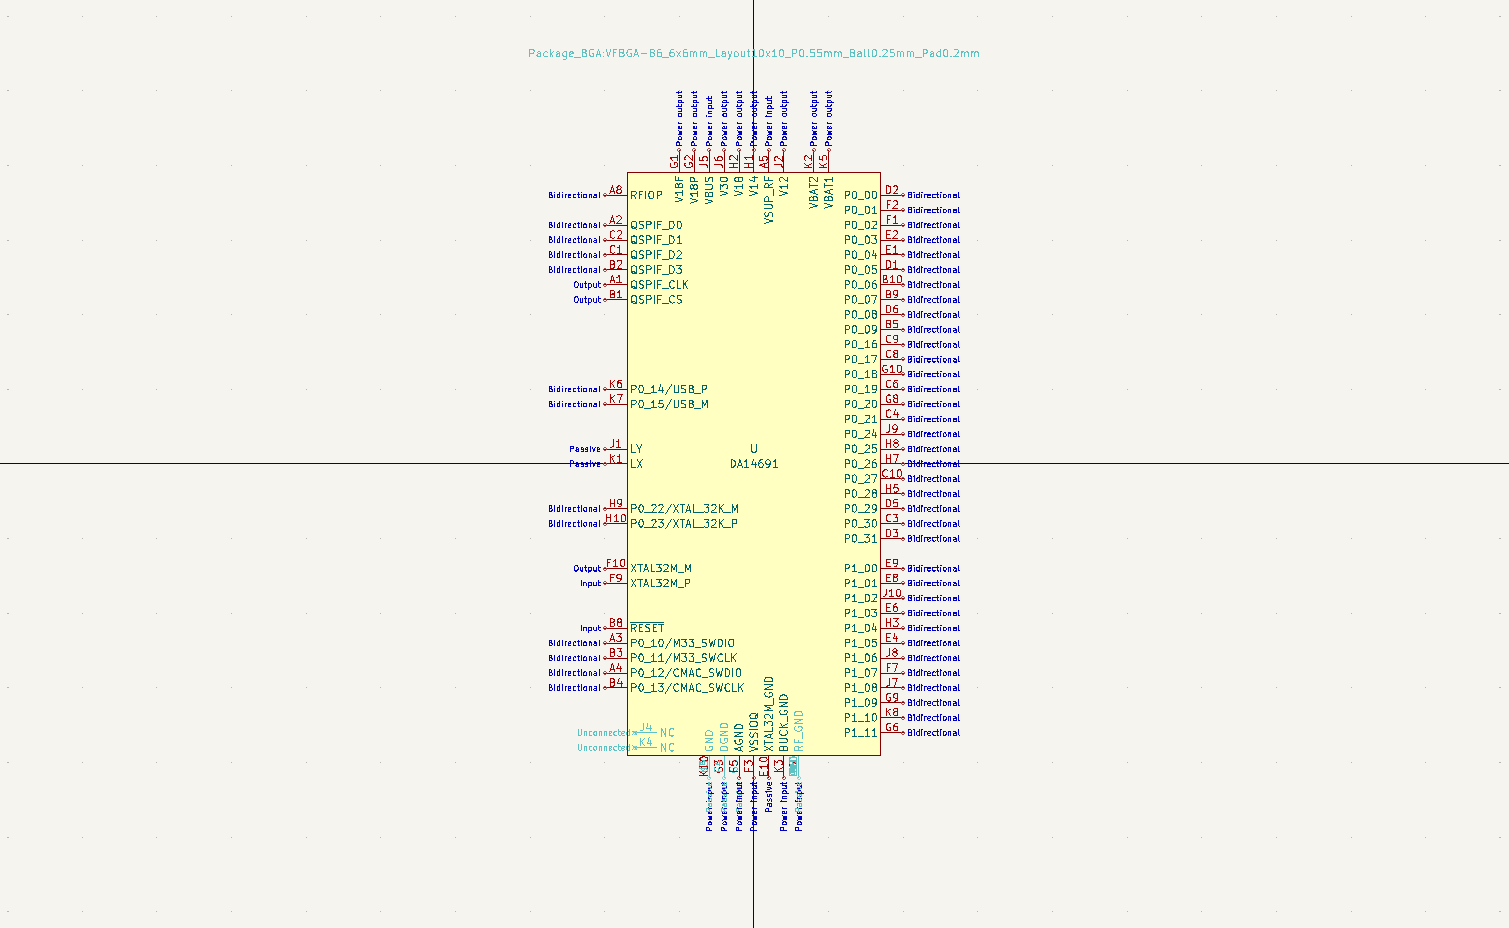 Package_BGA:VFBGA-86_6x6mm_Layout10x10_P0.55mm_Ball0.25mm_Pad0.2mm
Power output
Power output
Power input
Power output
Power output
Power output
Power input
Power output
Power output
Power output
G1
G2
J5
J6
H2
H1
A5
J2
K2
K5
V18F
V18P
VBUS
V30
V18
V14
VSUP_RF
V12
VBAT2
VBAT1
Bidirectional A8 RFIOP
Bidirectional A2 QSPIF_D0
Bidirectional C2 QSPIF_D1
Bidirectional C1 QSPIF_D2
Bidirectional B2 QSPIF_D3
Output A1 QSPIF_CLK
Output B1 QSPIF_CS
Bidirectional K6 P0_14/USB_P
Bidirectional K7 P0_15/USB_M
Passive J1 LY
Passive K1 LX
Bidirectional H9 P0_22/XTAL_32K_M
Bidirectional H10 P0_23/XTAL_32K_P
Output F10 XTAL32M_M
Input F9 XTAL32M_P
Input B8 RESET
Bidirectional A3 P0_10/M33_SWDIO
Bidirectional B3 P0_11/M33_SWCLK
Bidirectional A4 P0_12/CMAC_SWDIO
Bidirectional B4 P0_13/CMAC_SWCLK
Unconnected J4 NC
Unconnected K4 NC
U
DA14691
P0_00 D2 Bidirectional
P0_01 F2 Bidirectional
P0_02 F1 Bidirectional
P0_03 E2 Bidirectional
P0_04 E1 Bidirectional
P0_05 D1 Bidirectional
P0_06 B10 Bidirectional
P0_07 B9 Bidirectional
P0_08 D6 Bidirectional
P0_09 B5 Bidirectional
P0_16 C9 Bidirectional
P0_17 C8 Bidirectional
P0_18 G10 Bidirectional
P0_19 C6 Bidirectional
P0_20 G8 Bidirectional
P0_21 C4 Bidirectional
P0_24 J9 Bidirectional
P0_25 H8 Bidirectional
P0_26 H7 Bidirectional
P0_27 C10 Bidirectional
P0_28 H5 Bidirectional
P0_29 D5 Bidirectional
P0_30 C3 Bidirectional
P0_31 D3 Bidirectional
P1_00 E9 Bidirectional
P1_01 E8 Bidirectional
P1_02 J10 Bidirectional
P1_03 E6 Bidirectional
P1_04 H3 Bidirectional
P1_05 E4 Bidirectional
P1_06 J8 Bidirectional
P1_07 F7 Bidirectional
P1_08 J7 Bidirectional
P1_09 G9 Bidirectional
P1_10 K8 Bidirectional
P1_11 G6 Bidirectional
GND
DGND
AGND
VSSIOQ
XTAL32M_GND
BUCK_GND
RF_GND
F3
E10
K3
Power input
Power input
Power input
Power input
Passive
Power input
Power input